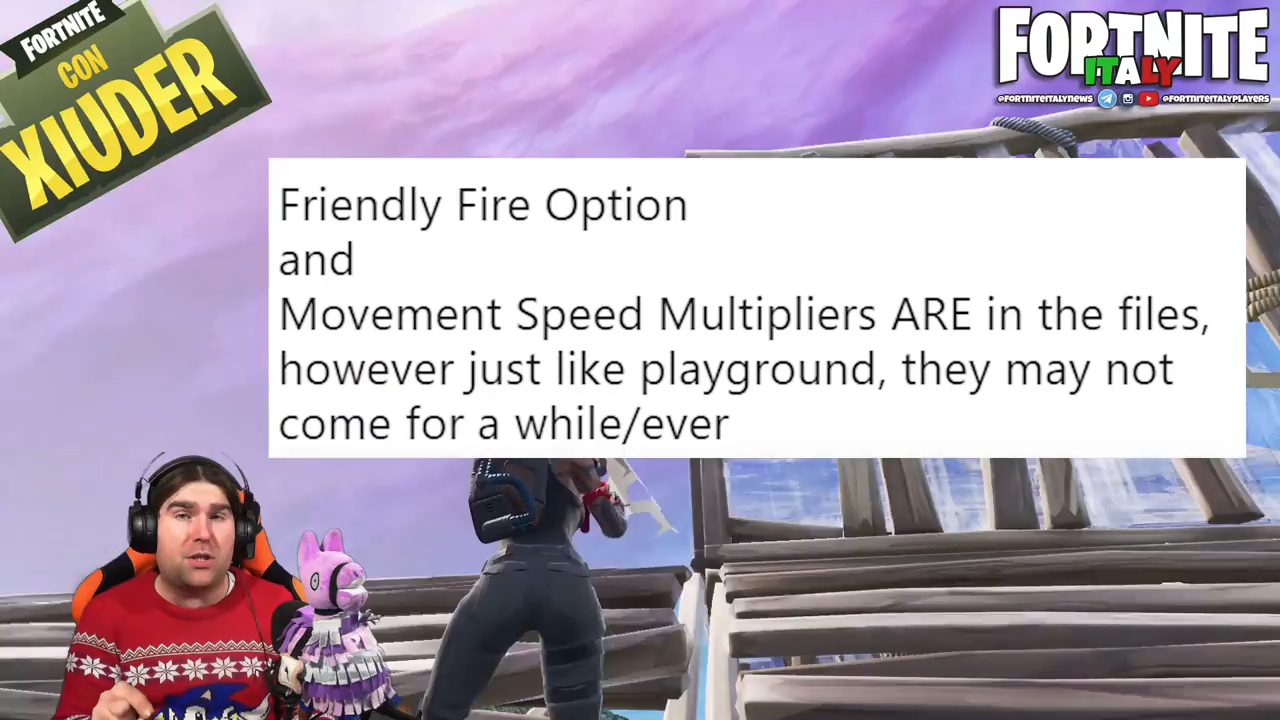 FORTNITE
CON
XIUDER
FORTNITE
ITALY
@FORTNITEITALYNEWS @FORTNITEITALYPLAYERS
Friendly Fire Option
and
Movement Speed Multipliers ARE in the files,
however just like playground, they may not
come for a while/ever